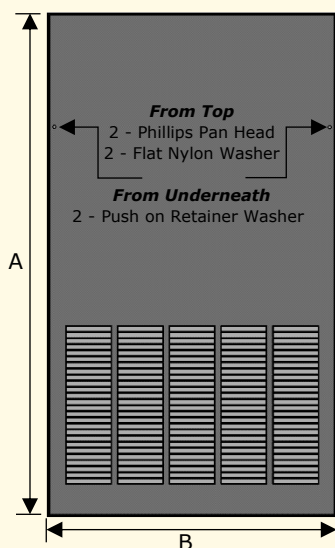 From Top
2 - Phillips Pan Head
2 - Flat Nylon Washer
From Underneath
2 - Push on Retainer Washer
A
B